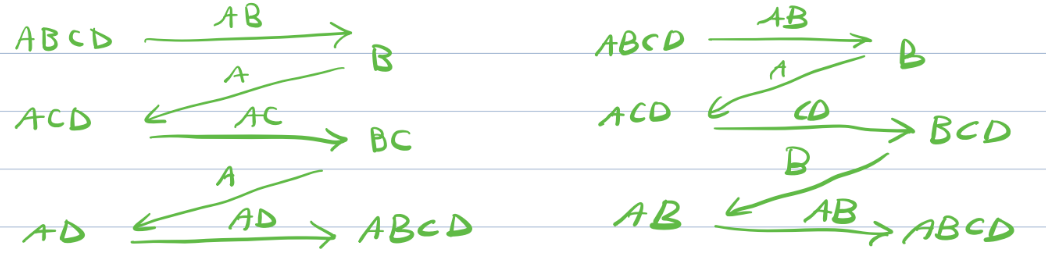 ABCD AB B
A
ACD AC BC
A
AD AD ABCD
ABCD AB B
A
ACD CD BCD
B
AB AB ABCD